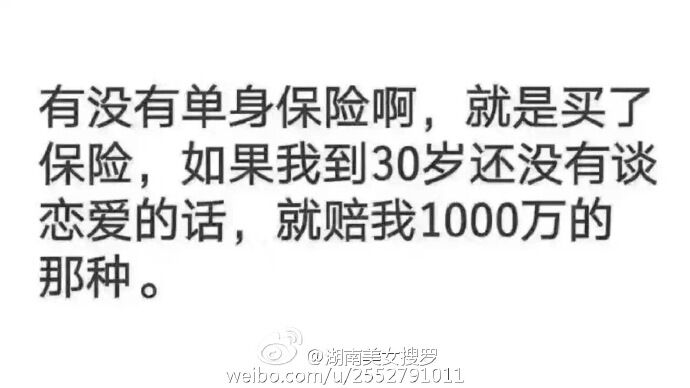 有没有单身保险啊，就是买了
保险，如果我到30岁还没有谈
恋爱的话，就赔我1000万的
那种。
@湖南美女搜罗
weibo.com/u/2552791011